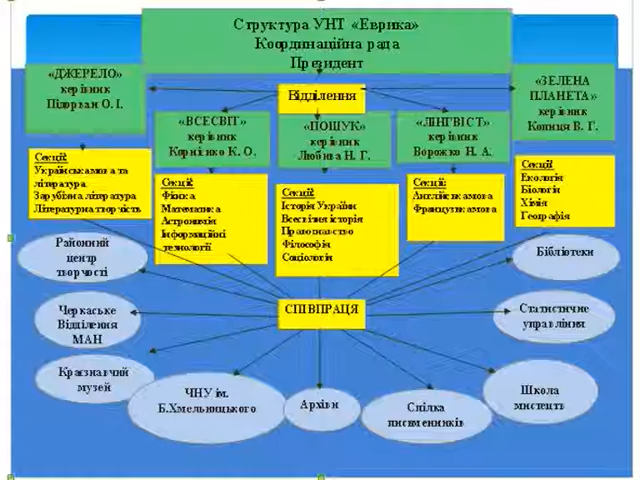 Структура УНТ «Еврика»
Координаційна рада
Президент
«ДЖЕРЕЛО»
керівник
Підорван О. І.
Відділення
«ЗЕЛЕНА
ПЛАНЕТА»
керівник
Копиця В. Г.
«ВСЕСВІТ»
керівник
Корнієнко К. О.
«ПОШУК»
керівник
Любива Н. Г.
«ЛІНГВІСТ»
керівник
Ворожко Н. А.
Секції:
Українська мова та
література
Зарубіжна література
Літературна творчість
Секції:
Фізика
Математика
Астрономія
Інформаційні
технології
Секції:
Історія України
Всесвітня історія
Правознавство
Філософія
Соціологія
Секції:
Англійська мова
Французька мова
Секції
Екологія
Біологія
Хімія
Географія
Районний
центр
творчості
Бібліотеки
Черкаське
Відділення
МАН
СПІВПРАЦЯ
Статистичне
управління
Краєзнавчий
музей
ЧНУ ім.
Б.Хмельницького
Архіви
Спілка
письменників
Школа
мистецтв